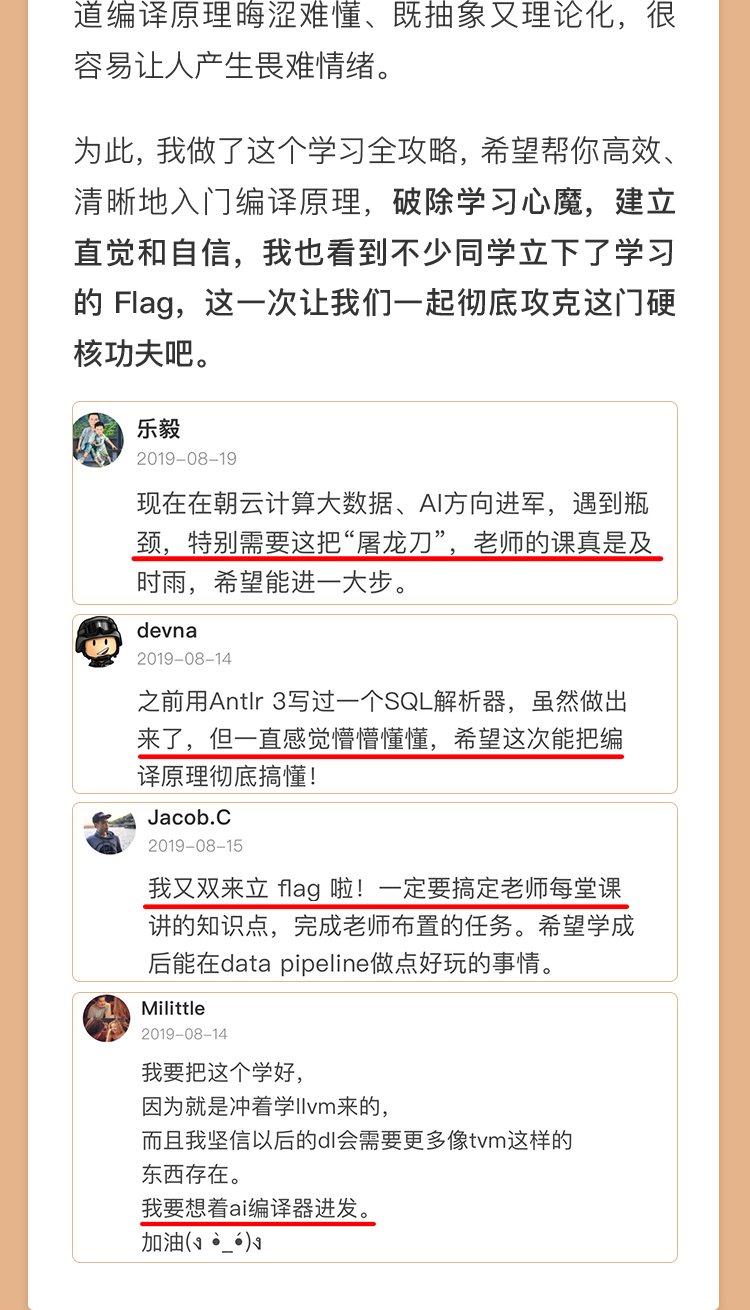 道编译原理晦涩难懂、既抽象又理论化，很
容易让人产生畏难情绪。
为此，我做了这个学习全攻略，希望帮你高效、
清晰地入门编译原理，破除学习心魔，建立
直觉和自信，我也看到不少同学立下了学习
的 Flag，这一次让我们一起彻底攻克这门硬
核功夫吧。
乐毅
2019-08-19
现在在朝云计算大数据、AI方向进军，遇到瓶
颈，特别需要这把“屠龙刀”，老师的课真是及
时雨，希望能进一大步。
devna
2019-08-14
之前用Antlr 3写过一个SQL解析器，虽然做出
来了，但一直感觉懵懵懂懂，希望这次能把编
译原理彻底搞懂！
Jacob.C
2019-08-15
我又双来立 flag 啦！一定要搞定老师每堂课
讲的知识点，完成老师布置的任务。希望学成
后能在data pipeline做点好玩的事情。
Milittle
2019-08-14
我要把这个学好，
因为就是冲着学llvm来的，
而且我坚信以后的dl会需要更多像tvm这样的
东西存在。
我要想着ai编译器进发。
加油(ง •̀_•́)ง